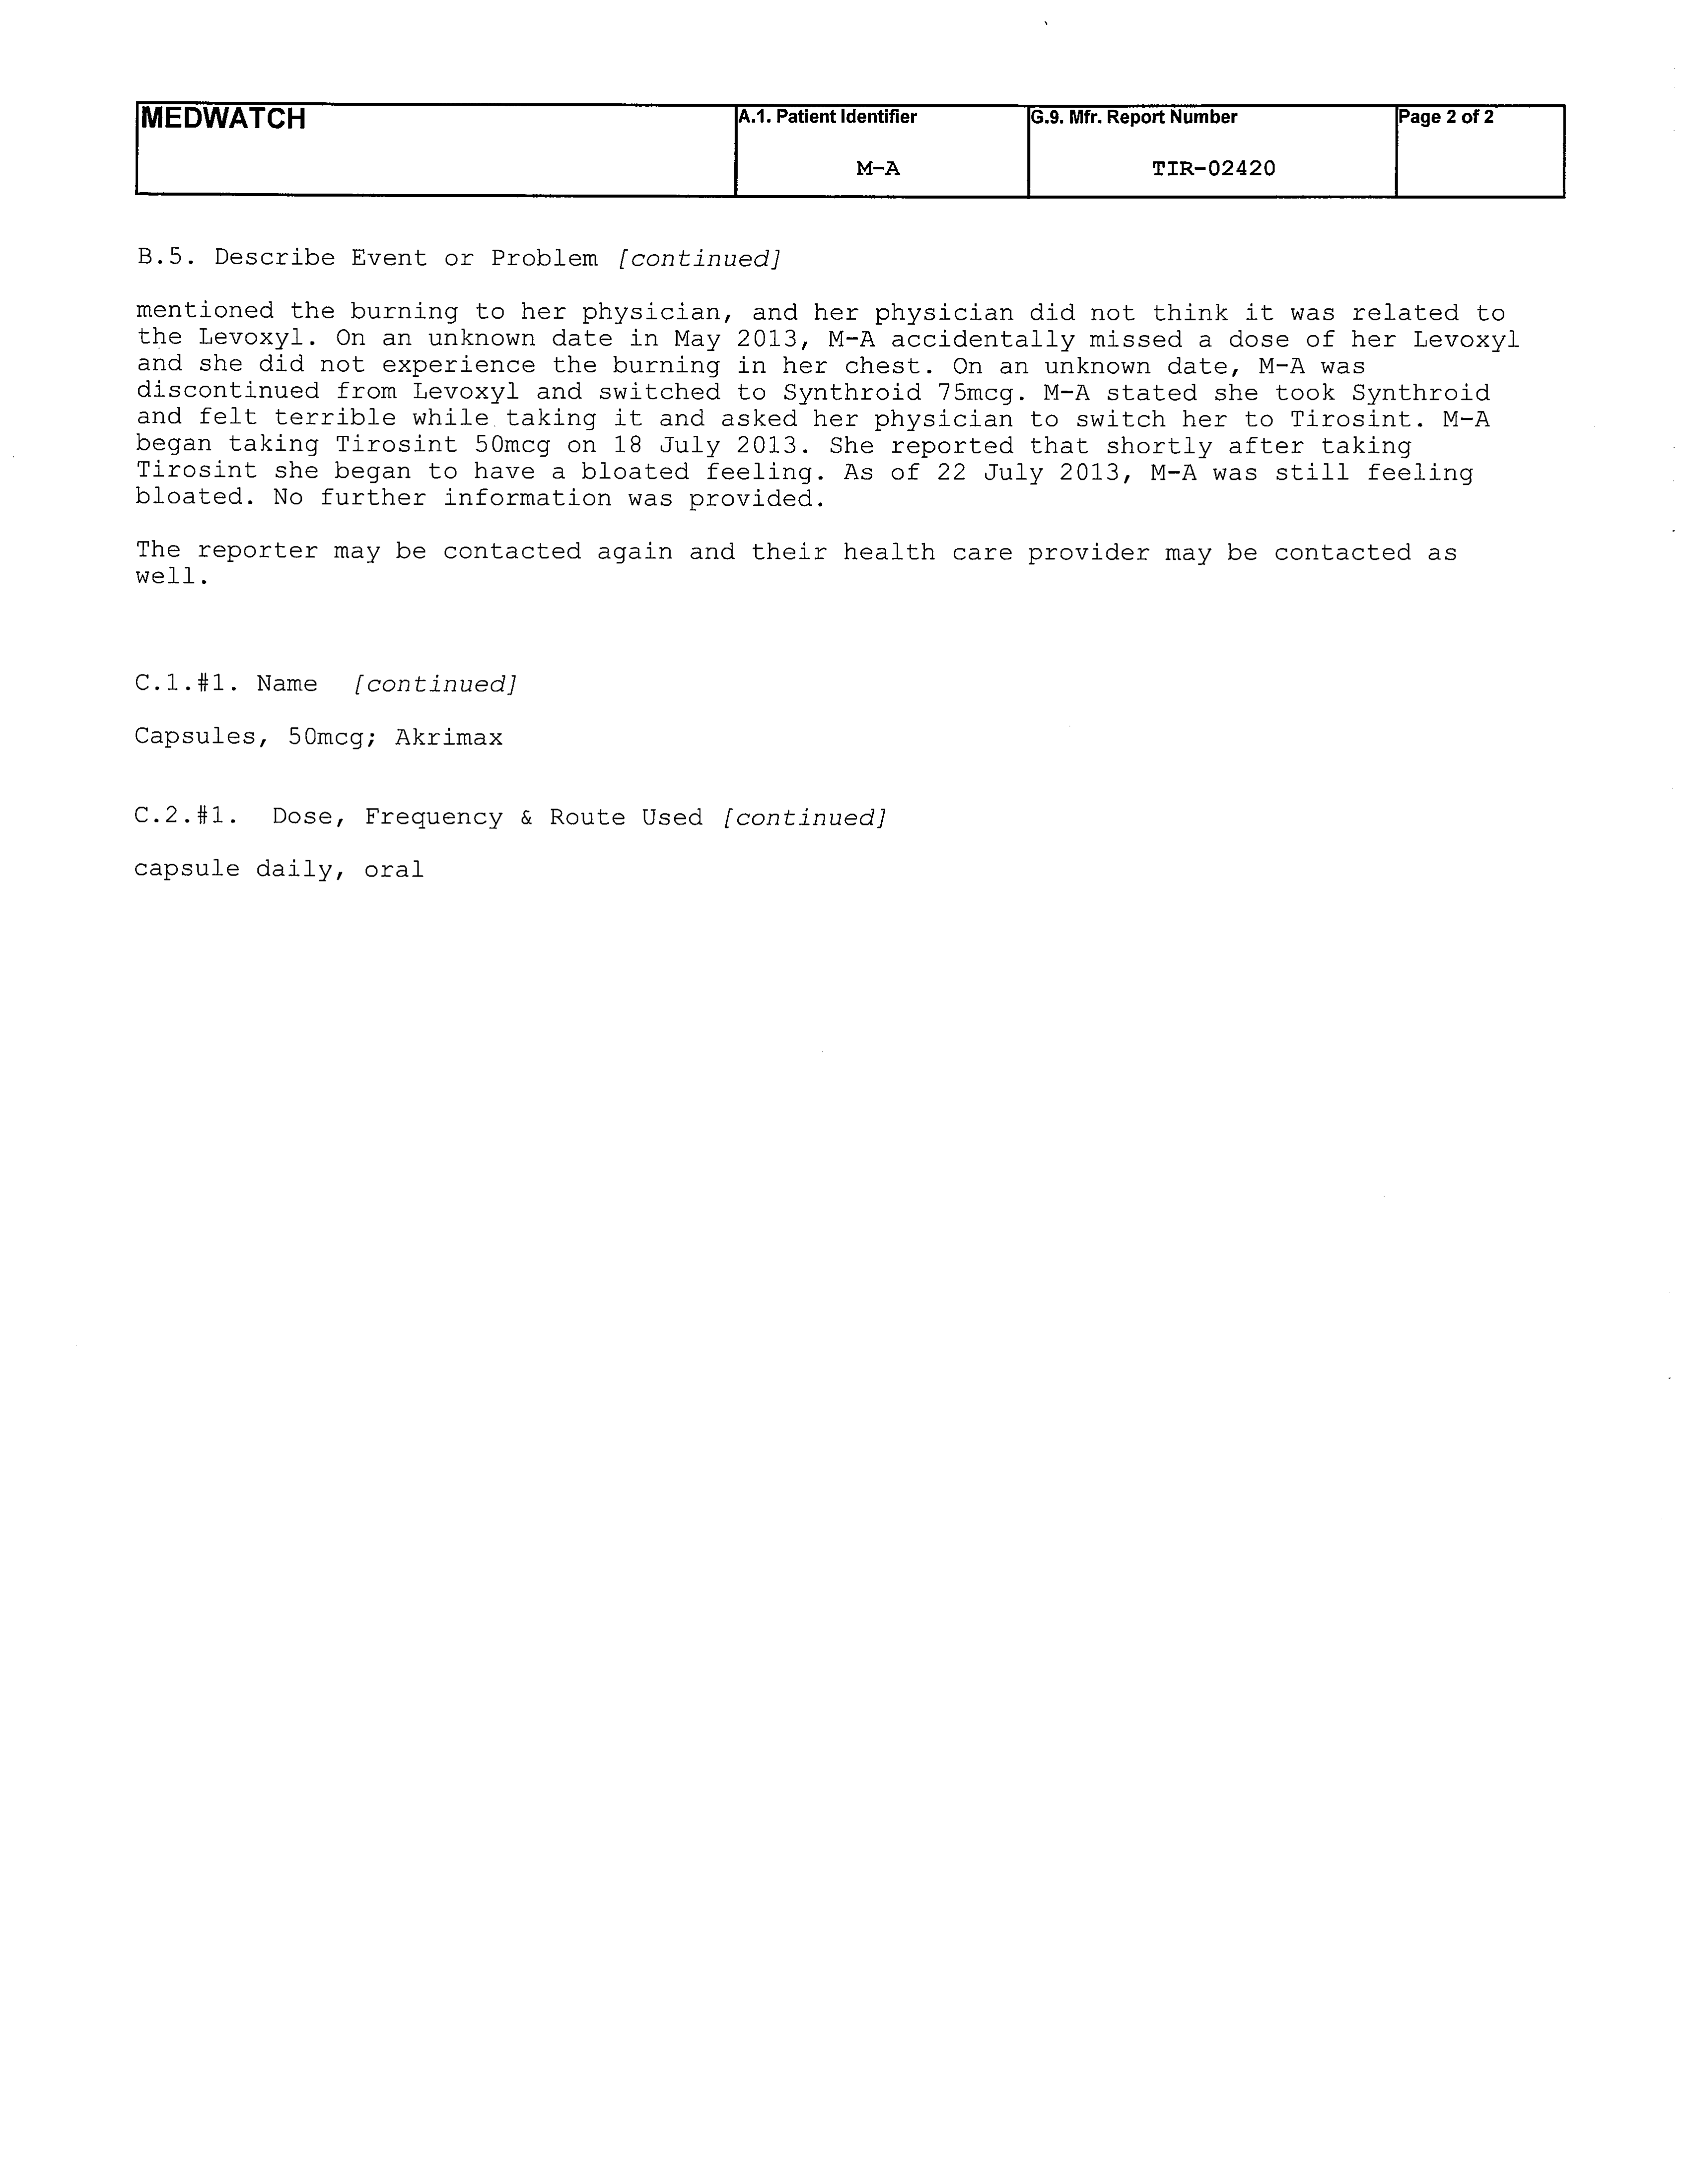 MEDWATCH
A.1. Patient Identifier
G.9. Mfr. Report Number
Page 2 of 2
M-A
TIR-02420
B.5. Describe Event or Problem [continued]
mentioned the burning to her physician, and her physician did not think it was related to
the Levoxyl. On an unknown date in May 2013, M-A accidentally missed a dose of her Levoxyl
and she did not experience the burning in her chest. On an unknown date, M-A was
discontinued from Levoxyl and switched to Synthroid 75mcg. M-A stated she took Synthroid
and felt terrible while taking it and asked her physician to switch her to Tirosint. M-A
began taking Tirosint 50mcg on 18 July 2013. She reported that shortly after taking
Tirosint she began to have a bloated feeling. As of 22 July 2013, M-A was still feeling
bloated. No further information was provided.
The reporter may be contacted again and their health care provider may be contacted as
well.
C.1.#1. Name [continued]
Capsules, 50mcg; Akrimax
C.2.#1. Dose, Frequency & Route Used [continued]
capsule daily, oral